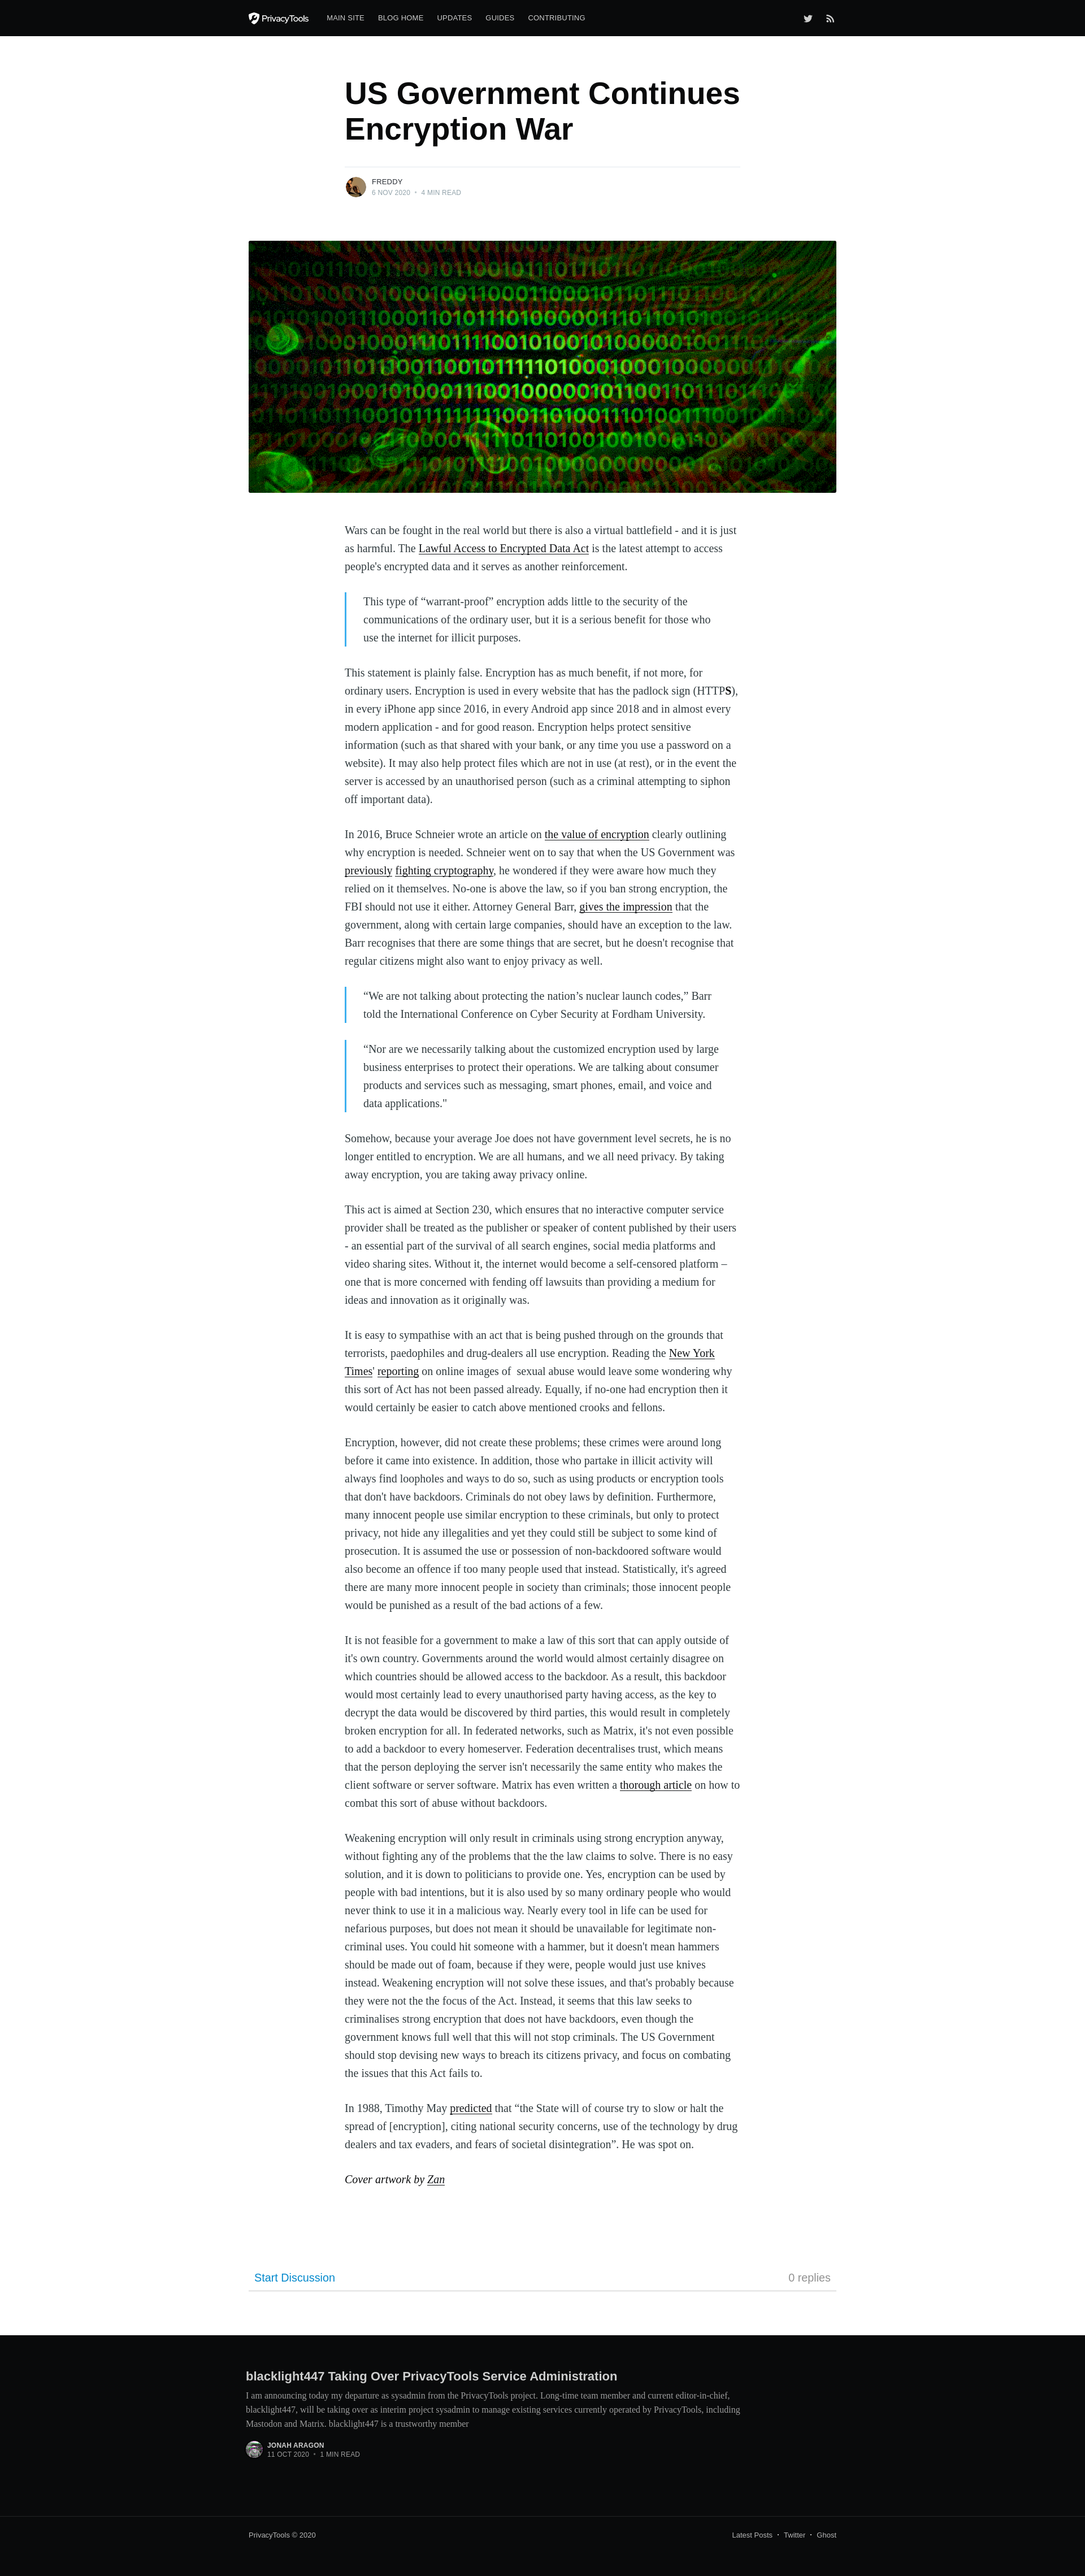 PrivacyTools
MAIN SITE BLOG HOME UPDATES GUIDES CONTRIBUTING
US Government Continues
Encryption War
FREDDY
6 NOV 2020 • 4 MIN READ
Wars can be fought in the real world but there is also a virtual battlefield - and it is just
as harmful. The Lawful Access to Encrypted Data Act is the latest attempt to access
people's encrypted data and it serves as another reinforcement.
This type of “warrant-proof” encryption adds little to the security of the
communications of the ordinary user, but it is a serious benefit for those who
use the internet for illicit purposes.
This statement is plainly false. Encryption has as much benefit, if not more, for
ordinary users. Encryption is used in every website that has the padlock sign (HTTPS),
in every iPhone app since 2016, in every Android app since 2018 and in almost every
modern application - and for good reason. Encryption helps protect sensitive
information (such as that shared with your bank, or any time you use a password on a
website). It may also help protect files which are not in use (at rest), or in the event the
server is accessed by an unauthorised person (such as a criminal attempting to siphon
off important data).
In 2016, Bruce Schneier wrote an article on the value of encryption clearly outlining
why encryption is needed. Schneier went on to say that when the US Government was
previously fighting cryptography, he wondered if they were aware how much they
relied on it themselves. No-one is above the law, so if you ban strong encryption, the
FBI should not use it either. Attorney General Barr, gives the impression that the
government, along with certain large companies, should have an exception to the law.
Barr recognises that there are some things that are secret, but he doesn't recognise that
regular citizens might also want to enjoy privacy as well.
“We are not talking about protecting the nation’s nuclear launch codes,” Barr
told the International Conference on Cyber Security at Fordham University.
“Nor are we necessarily talking about the customized encryption used by large
business enterprises to protect their operations. We are talking about consumer
products and services such as messaging, smart phones, email, and voice and
data applications."
Somehow, because your average Joe does not have government level secrets, he is no
longer entitled to encryption. We are all humans, and we all need privacy. By taking
away encryption, you are taking away privacy online.
This act is aimed at Section 230, which ensures that no interactive computer service
provider shall be treated as the publisher or speaker of content published by their users
- an essential part of the survival of all search engines, social media platforms and
video sharing sites. Without it, the internet would become a self-censored platform –
one that is more concerned with fending off lawsuits than providing a medium for
ideas and innovation as it originally was.
It is easy to sympathise with an act that is being pushed through on the grounds that
terrorists, paedophiles and drug-dealers all use encryption. Reading the New York
Times' reporting on online images of  sexual abuse would leave some wondering why
this sort of Act has not been passed already. Equally, if no-one had encryption then it
would certainly be easier to catch above mentioned crooks and fellons.
Encryption, however, did not create these problems; these crimes were around long
before it came into existence. In addition, those who partake in illicit activity will
always find loopholes and ways to do so, such as using products or encryption tools
that don't have backdoors. Criminals do not obey laws by definition. Furthermore,
many innocent people use similar encryption to these criminals, but only to protect
privacy, not hide any illegalities and yet they could still be subject to some kind of
prosecution. It is assumed the use or possession of non-backdoored software would
also become an offence if too many people used that instead. Statistically, it's agreed
there are many more innocent people in society than criminals; those innocent people
would be punished as a result of the bad actions of a few.
It is not feasible for a government to make a law of this sort that can apply outside of
it's own country. Governments around the world would almost certainly disagree on
which countries should be allowed access to the backdoor. As a result, this backdoor
would most certainly lead to every unauthorised party having access, as the key to
decrypt the data would be discovered by third parties, this would result in completely
broken encryption for all. In federated networks, such as Matrix, it's not even possible
to add a backdoor to every homeserver. Federation decentralises trust, which means
that the person deploying the server isn't necessarily the same entity who makes the
client software or server software. Matrix has even written a thorough article on how to
combat this sort of abuse without backdoors.
Weakening encryption will only result in criminals using strong encryption anyway,
without fighting any of the problems that the the law claims to solve. There is no easy
solution, and it is down to politicians to provide one. Yes, encryption can be used by
people with bad intentions, but it is also used by so many ordinary people who would
never think to use it in a malicious way. Nearly every tool in life can be used for
nefarious purposes, but does not mean it should be unavailable for legitimate non-
criminal uses. You could hit someone with a hammer, but it doesn't mean hammers
should be made out of foam, because if they were, people would just use knives
instead. Weakening encryption will not solve these issues, and that's probably because
they were not the the focus of the Act. Instead, it seems that this law seeks to
criminalises strong encryption that does not have backdoors, even though the
government knows full well that this will not stop criminals. The US Government
should stop devising new ways to breach its citizens privacy, and focus on combating
the issues that this Act fails to.
In 1988, Timothy May predicted that “the State will of course try to slow or halt the
spread of [encryption], citing national security concerns, use of the technology by drug
dealers and tax evaders, and fears of societal disintegration”. He was spot on.
Cover artwork by Zan
Start Discussion 0 replies
blacklight447 Taking Over PrivacyTools Service Administration
I am announcing today my departure as sysadmin from the PrivacyTools project. Long-time team member and current editor-in-chief,
blacklight447, will be taking over as interim project sysadmin to manage existing services currently operated by PrivacyTools, including
Mastodon and Matrix. blacklight447 is a trustworthy member
JONAH ARAGON
11 OCT 2020 • 1 MIN READ
PrivacyTools © 2020
Latest Posts • Twitter • Ghost